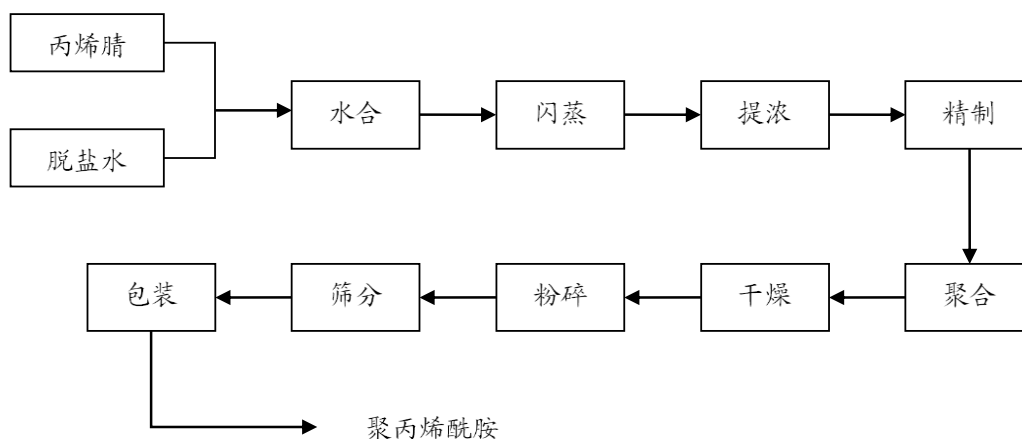 丙烯腈
脱盐水
水合
闪蒸
提浓
精制
聚合
干燥
粉碎
筛分
包装
聚丙烯酰胺